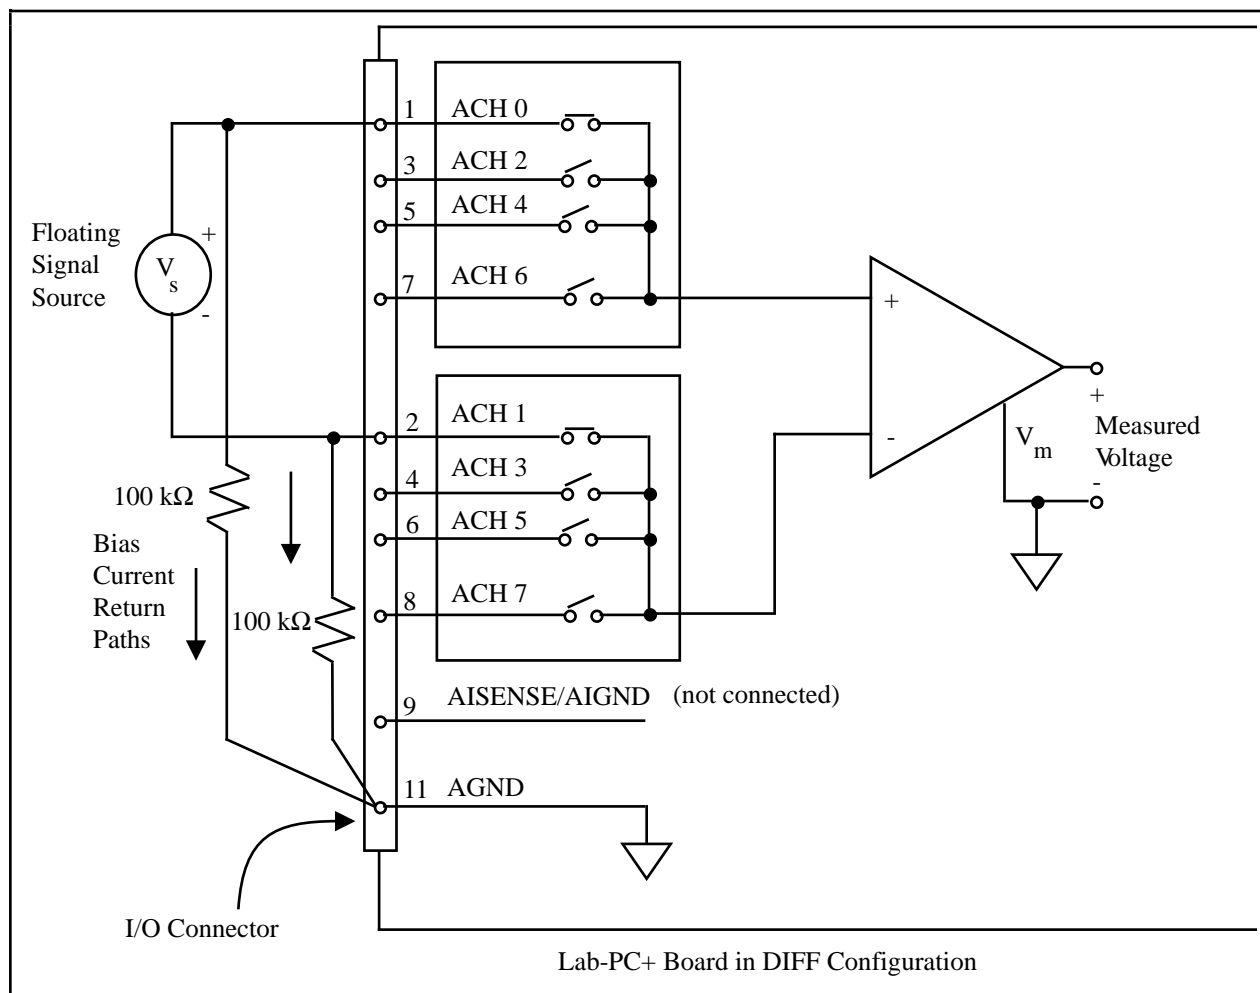 1 ACH 0
3 ACH 2
5 ACH 4
7 ACH 6
Floating
Signal
Source
+
V
s
-
+
-
+
Measured
Voltage
-
V
m
2 ACH 1
4 ACH 3
6 ACH 5
8 ACH 7
100 kΩ
Bias
Current
Return
Paths
100 kΩ
9 AISENSE/AIGND (not connected)
11 AGND
I/O Connector
Lab-PC+ Board in DIFF Configuration